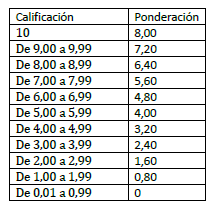 Calificación Ponderación
10 8,00
De 9,00 a 9,99 7,20
De 8,00 a 8,99 6,40
De 7,00 a 7,99 5,60
De 6,00 a 6,99 4,80
De 5,00 a 5,99 4,00
De 4,00 a 4,99 3,20
De 3,00 a 3,99 2,40
De 2,00 a 2,99 1,60
De 1,00 a 1,99 0,80
De 0,01 a 0,99 0